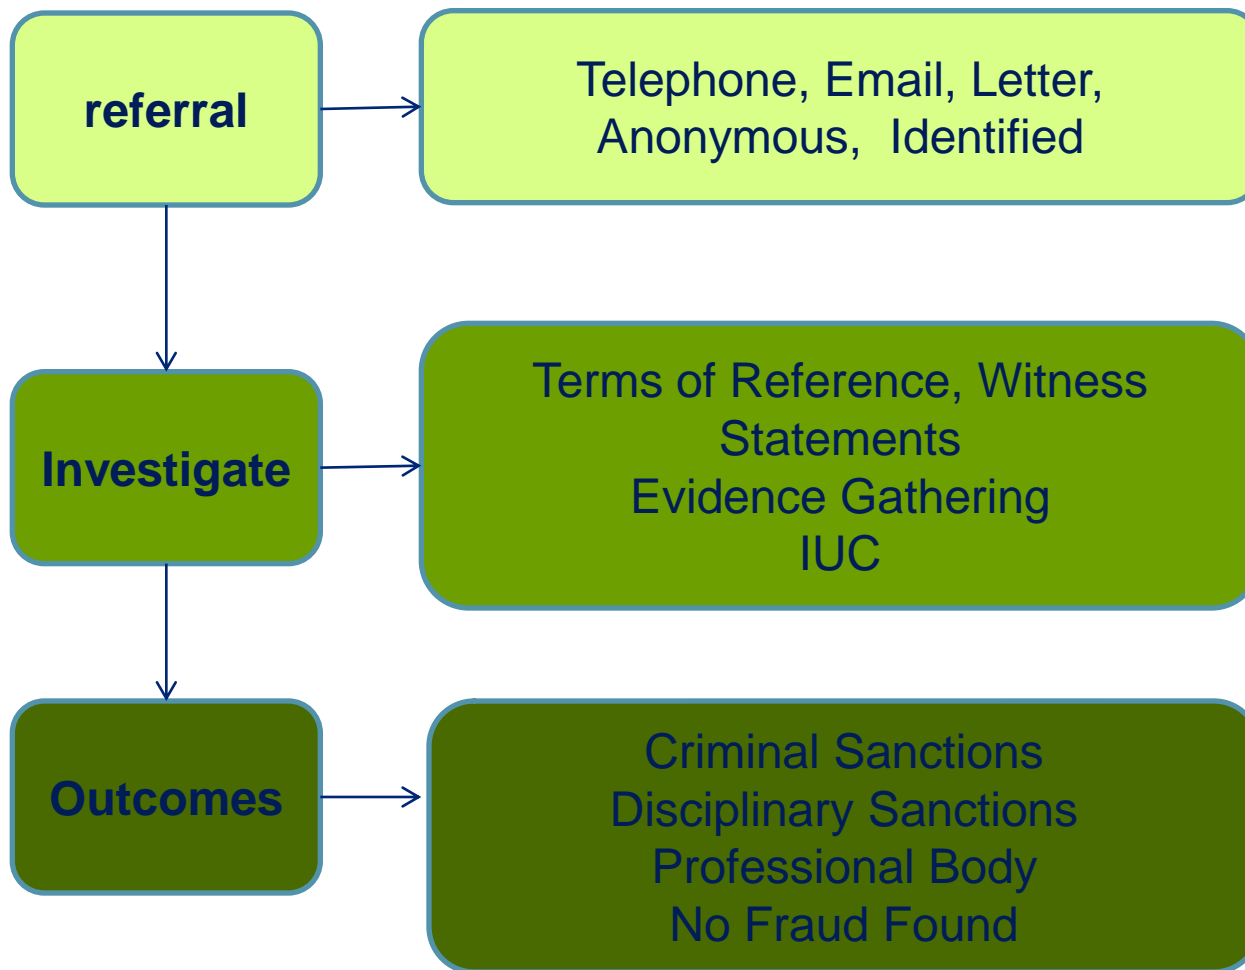 referral
Telephone, Email, Letter,
Anonymous,  Identified
Investigate
Terms of Reference, Witness
Statements
Evidence Gathering
IUC
Outcomes
Criminal Sanctions
Disciplinary Sanctions
Professional Body
No Fraud Found